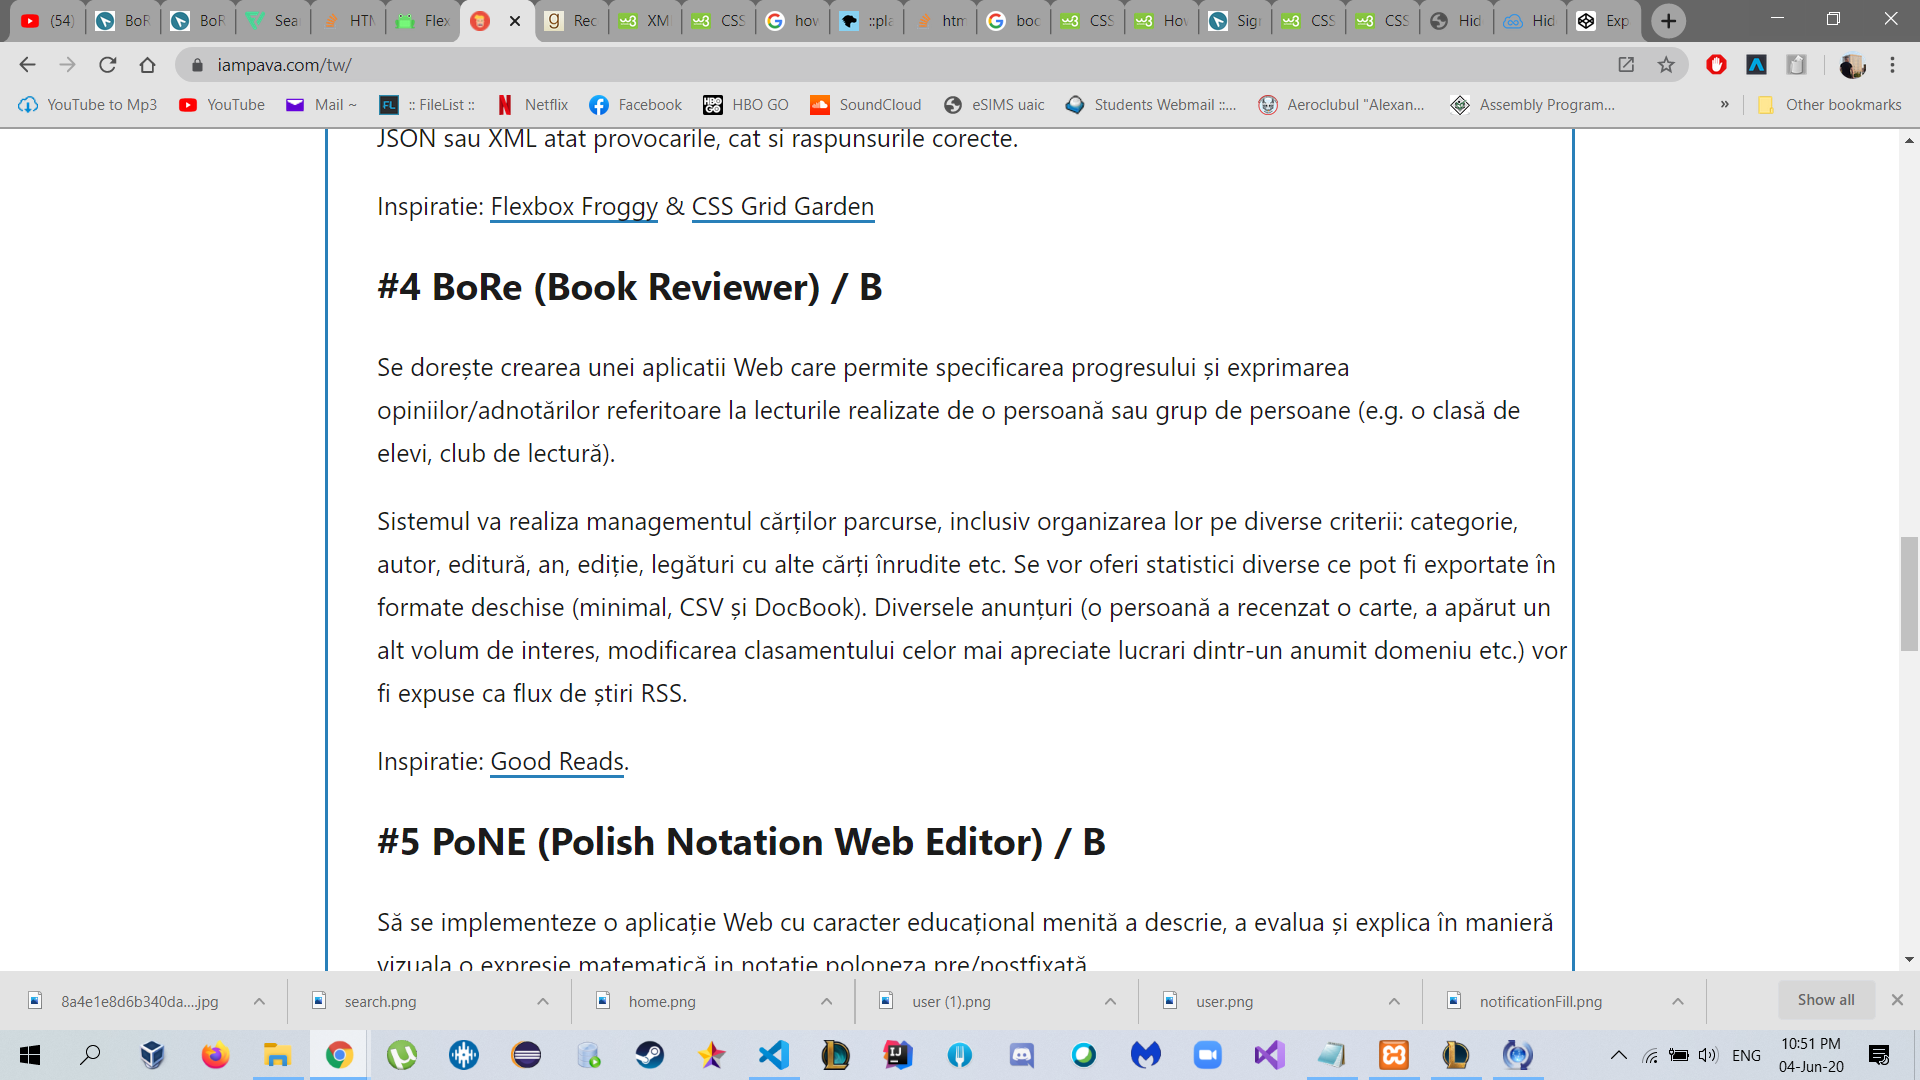 (54)
BoR
BoR
Sear
HTM
Flex
Rec
XM
CSS
how
::pla
htm
boc
CSS
How
Sig
CSS
CSS
Hid
Hid
Exp
iampava.com/tw/
YouTube to Mp3
YouTube
Mail ~
:: FileList ::
Netflix
Facebook
HBO GO
SoundCloud
eSIMS uaic
Students Webmail ::...
Aeroclubul "Alexan...
Assembly Program...
»
Other bookmarks
JSON sau XML atat provocarile, cat si raspunsurile corecte.
Inspiratie: Flexbox Froggy & CSS Grid Garden
#4 BoRe (Book Reviewer) / B
Se dorește crearea unei aplicatii Web care permite specificarea progresului și exprimarea
opiniilor/adnotărilor referitoare la lecturile realizate de o persoană sau grup de persoane (e.g. o clasă de
elevi, club de lectură).
Sistemul va realiza managementul cărților parcurse, inclusiv organizarea lor pe diverse criterii: categorie,
autor, editură, an, ediție, legături cu alte cărți înrudite etc. Se vor oferi statistici diverse ce pot fi exportate în
formate deschise (minimal, CSV și DocBook). Diversele anunțuri (o persoană a recenzat o carte, a apărut un
alt volum de interes, modificarea clasamentului celor mai apreciate lucrari dintr-un anumit domeniu etc.) vor
fi expuse ca flux de știri RSS.
Inspiratie: Good Reads.
#5 PoNE (Polish Notation Web Editor) / B
Să se implementeze o aplicație Web cu caracter educațional menită a descrie, a evalua și explica în manieră
vizuala o expresie matematică in notatie poloneza pre/postfixată
8a4e1e8d6b340da....jpg
search.png
home.png
user (1).png
user.png
notificationFill.png
Show all
ENG
10:51 PM
04-Jun-20